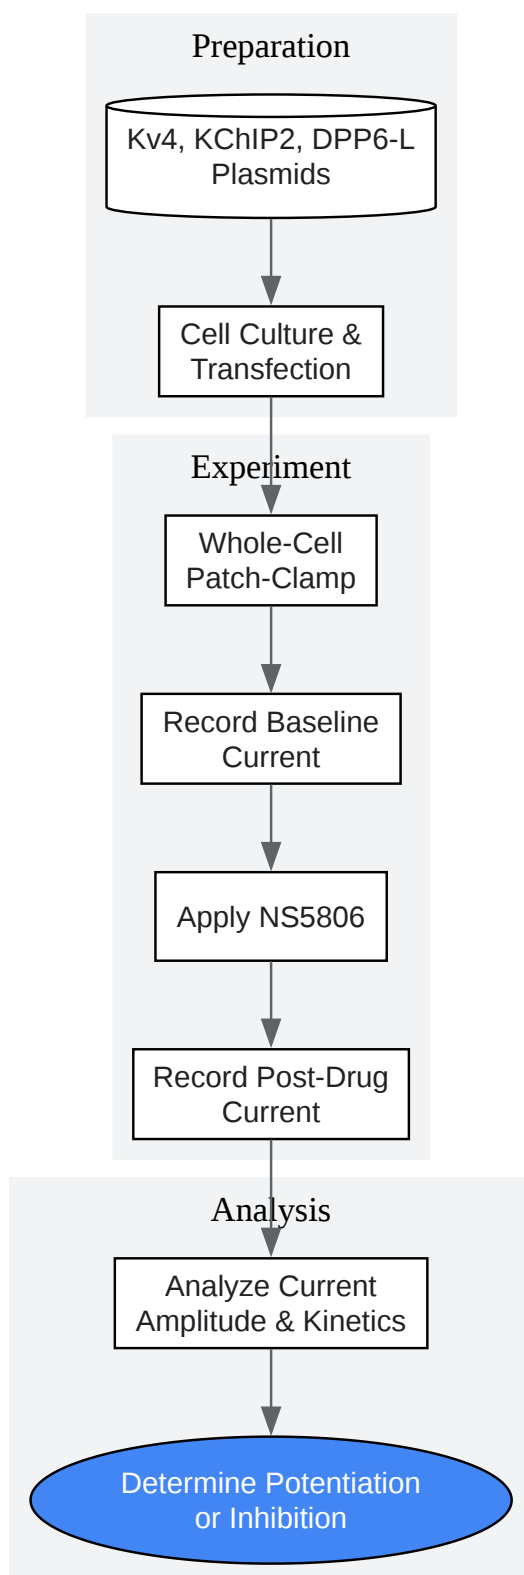 Preparation
Kv4, KChIP2, DPP6-L
Plasmids
Cell Culture &
Transfection
Experiment
Whole-Cell
Patch-Clamp
Record Baseline
Current
Apply NS5806
Record Post-Drug
Current
Analysis
Analyze Current
Amplitude & Kinetics
Determine Potentiation
or Inhibition